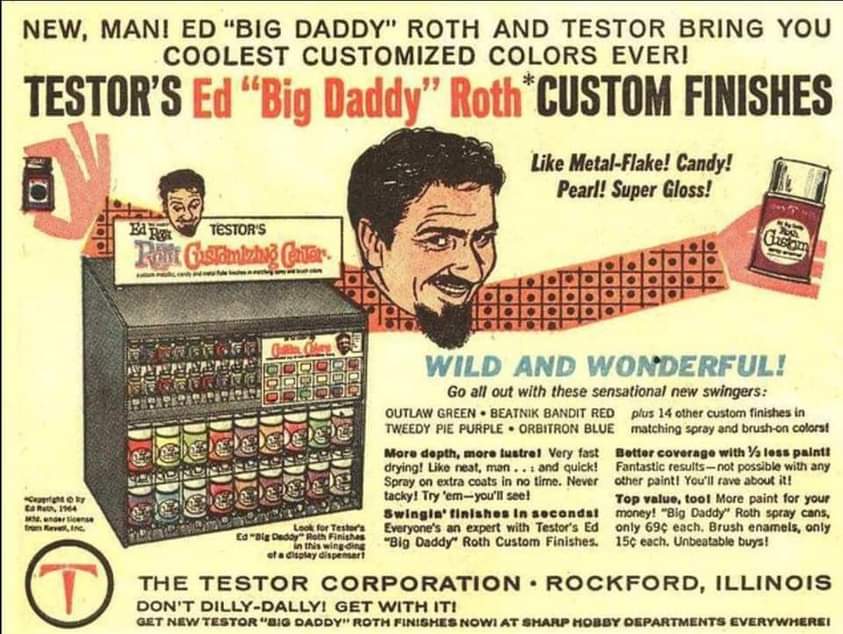 NEW, MAN! ED "BIG DADDY" ROTH AND TESTOR BRING YOU
COOLEST CUSTOMIZED COLORS EVER!
TESTOR'S Ed "Big Daddy" Roth* CUSTOM FINISHES
Like Metal-Flake! Candy!
Pearl! Super Gloss!
Ed Roth TESTOR'S
Roth Customizing Center.
Custom Colors
Roth
Custom
WILD AND WONDERFUL!
Go all out with these sensational new swingers:
OUTLAW GREEN • BEATNIK BANDIT RED
TWEEDY PIE PURPLE • ORBITRON BLUE
plus 14 other custom finishes in
matching spray and brush-on colors!
More depth, more lustre! Very fast
drying! Like neat, man . . . and quick!
Spray on extra coats in no time. Never
tacky! Try 'em—you'll see!
Swingin' finishes in seconds!
Everyone's an expert with Testor's Ed
"Big Daddy" Roth Custom Finishes.
Better coverage with ⅓ less paint!
Fantastic results—not possible with any
other paint! You'll rave about it!
Top value, too! More paint for your
money! "Big Daddy" Roth spray cans,
only 69¢ each. Brush enamels, only
15¢ each. Unbeatable buys!
*Copyright © by
Ed Roth, 1964
Mfd. under license
from Revell, Inc.
Look for Testor's
Ed "Big Daddy" Roth Finishes
in this wing-ding
of a display dispenser!
T
THE TESTOR CORPORATION • ROCKFORD, ILLINOIS
DON'T DILLY-DALLY! GET WITH IT!
GET NEW TESTOR "BIG DADDY" ROTH FINISHES NOW! AT SHARP HOBBY DEPARTMENTS EVERYWHERE!